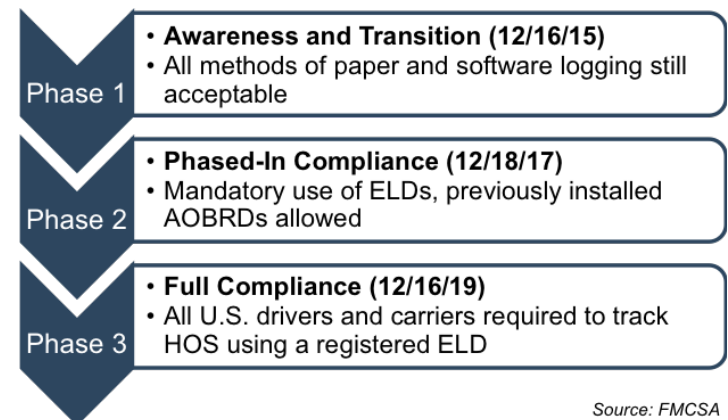 Phase 1
• Awareness and Transition (12/16/15)
• All methods of paper and software logging still
acceptable
Phase 2
• Phased-In Compliance (12/18/17)
• Mandatory use of ELDs, previously installed
AOBRDs allowed
Phase 3
• Full Compliance (12/16/19)
• All U.S. drivers and carriers required to track
HOS using a registered ELD
Source: FMCSA